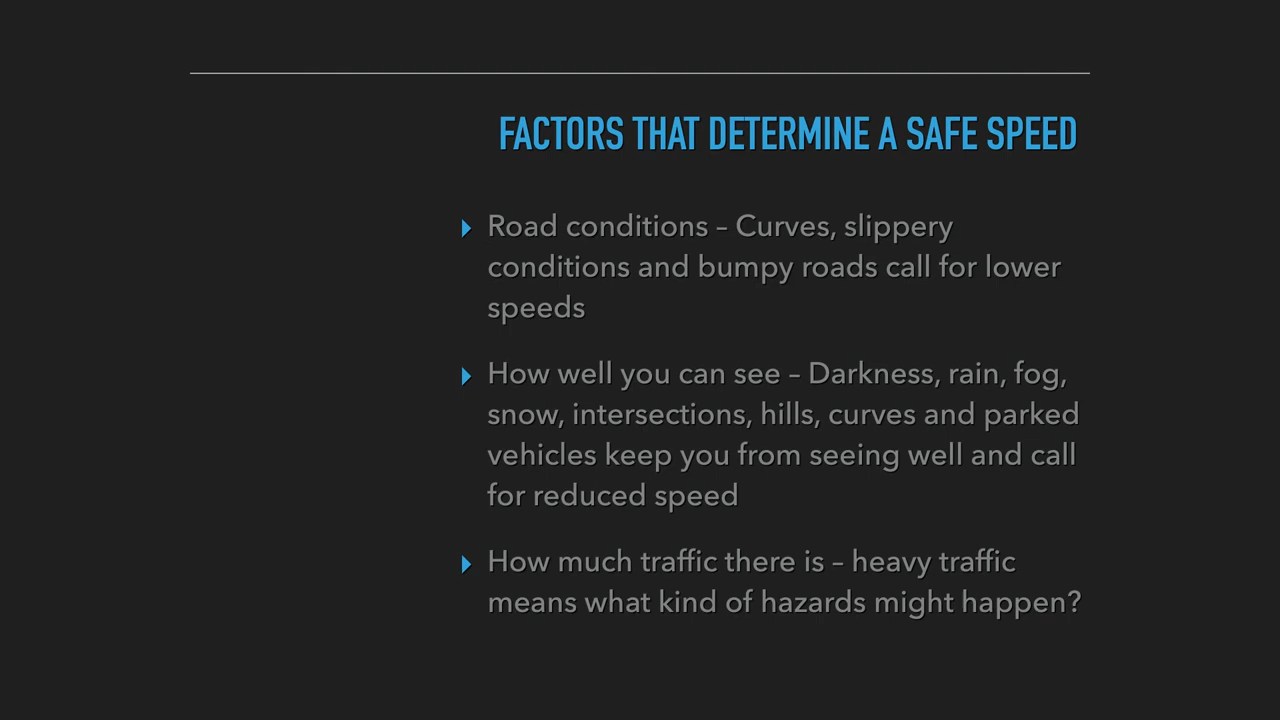 FACTORS THAT DETERMINE A SAFE SPEED
Road conditions – Curves, slippery
conditions and bumpy roads call for lower
speeds
How well you can see – Darkness, rain, fog,
snow, intersections, hills, curves and parked
vehicles keep you from seeing well and call
for reduced speed
How much traffic there is – heavy traffic
means what kind of hazards might happen?